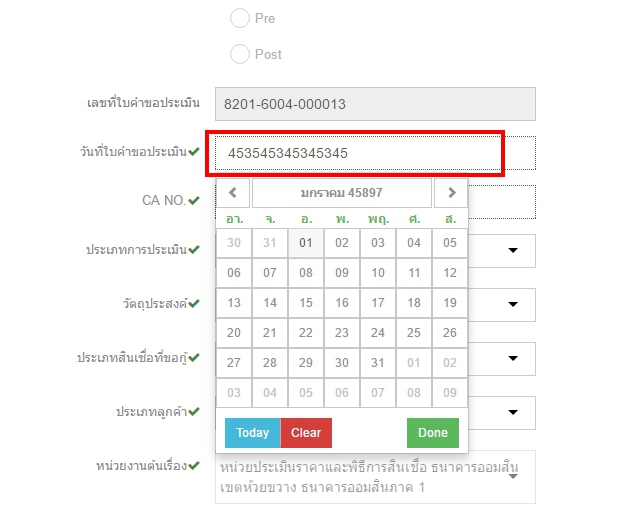 Pre
Post
เลขที่ใบคำขอประเมิน 8201-6004-000013
วันที่ใบคำขอประเมิน 453545345345345
CA NO.
มกราคม 45897
อา. จ. อ. พ. พฤ. ศ. ส.
ประเภทการประเมิน
30 31 01 02 03 04 05
06 07 08 09 10 11 12
วัตถุประสงค์
13 14 15 16 17 18 19
20 21 22 23 24 25 26
ประเภทสินเชื่อที่ขอกู้
27 28 29 30 31 01 02
03 04 05 06 07 08 09
ประเภทลูกค้า
Today Clear Done
หน่วยงานต้นเรื่อง
หน่วยประเมินราคาและพิธีการสินเชื่อ ธนาคารออมสิน
เขตห้วยขวาง ธนาคารออมสินภาค 1